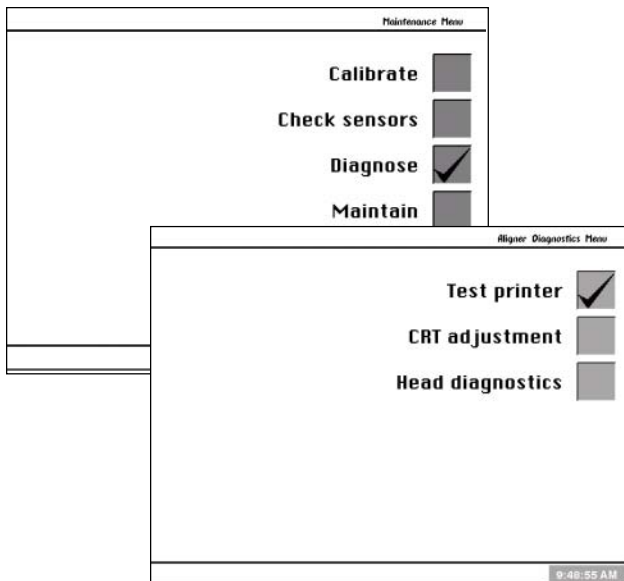 Maintenance Menu
Calibrate
Check sensors
Diagnose
Maintain
Aligner Diagnostics Menu
Test printer
CRT adjustment
Head diagnostics
9:48:55 AM